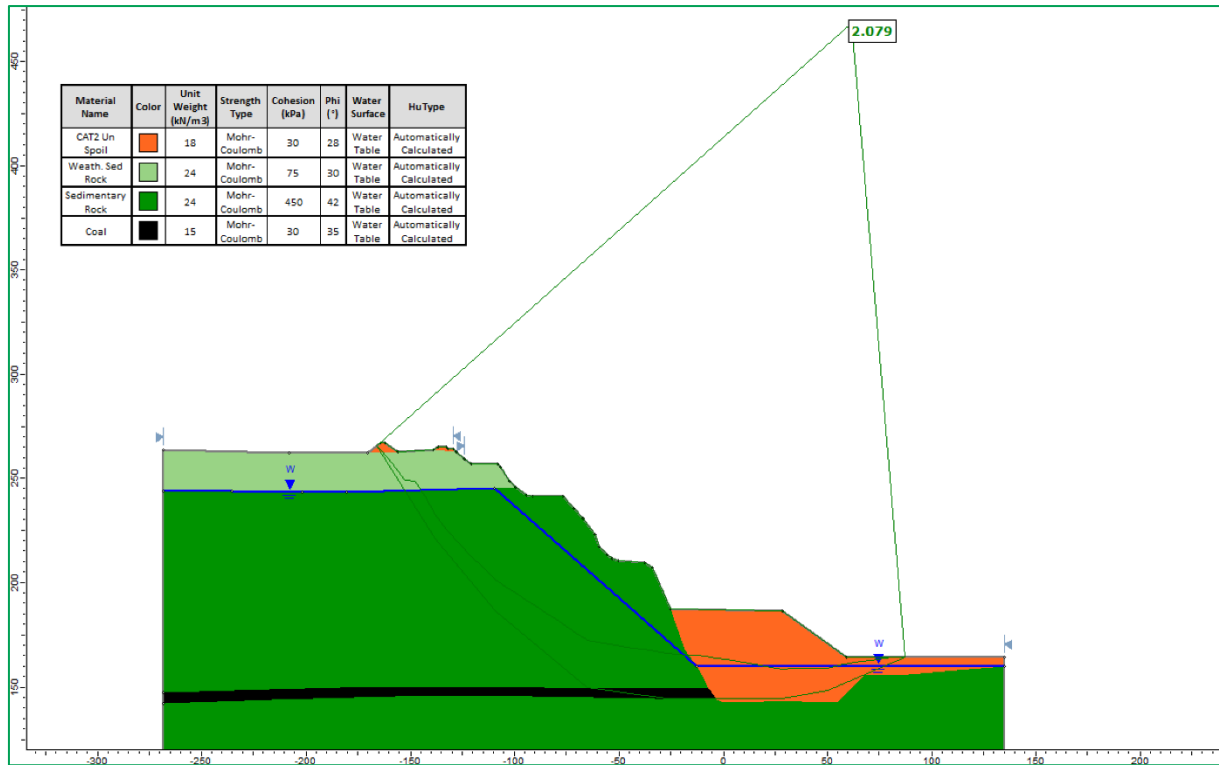 2.079
Material Name Color Unit Weight (kN/m3) Strength Type Cohesion (kPa) Phi (°) Water Surface HuType
CAT2 Un Spoil 18 Mohr-Coulomb 30 28 Water Table Automatically Calculated
Weath. Sed Rock 24 Mohr-Coulomb 75 30 Water Table Automatically Calculated
Sedimentary Rock 24 Mohr-Coulomb 450 42 Water Table Automatically Calculated
Coal 15 Mohr-Coulomb 30 35 Water Table Automatically Calculated
450
400
350
300
250
200
150
W
W
-300 -250 -200 -150 -100 -50 0 50 100 150 200